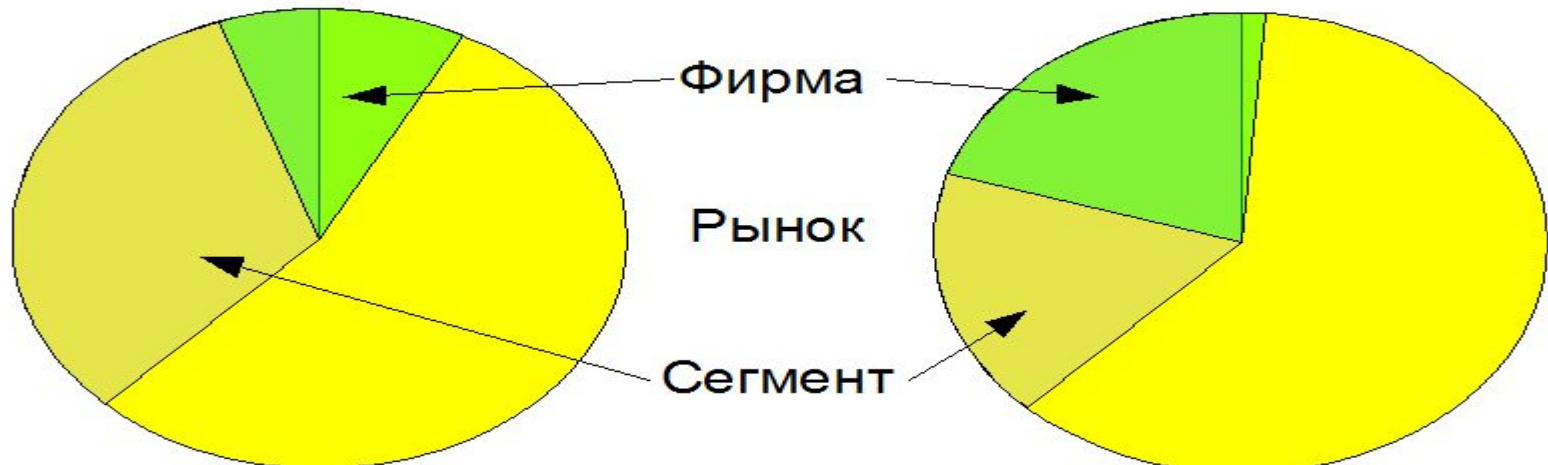 Фирма
Рынок
Сегмент